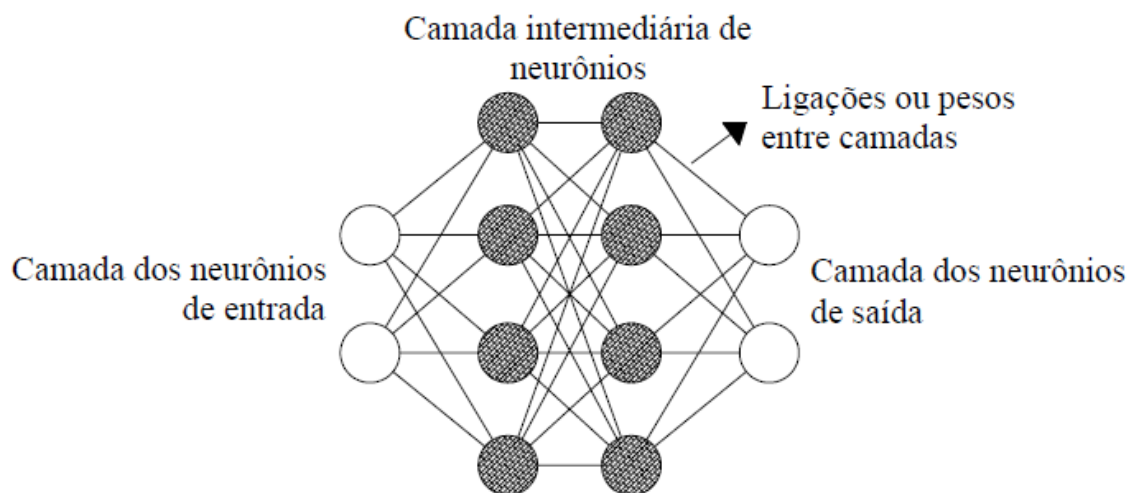 Camada intermediária de
neurônios
Ligações ou pesos
entre camadas
Camada dos neurônios
de entrada
Camada dos neurônios
de saída